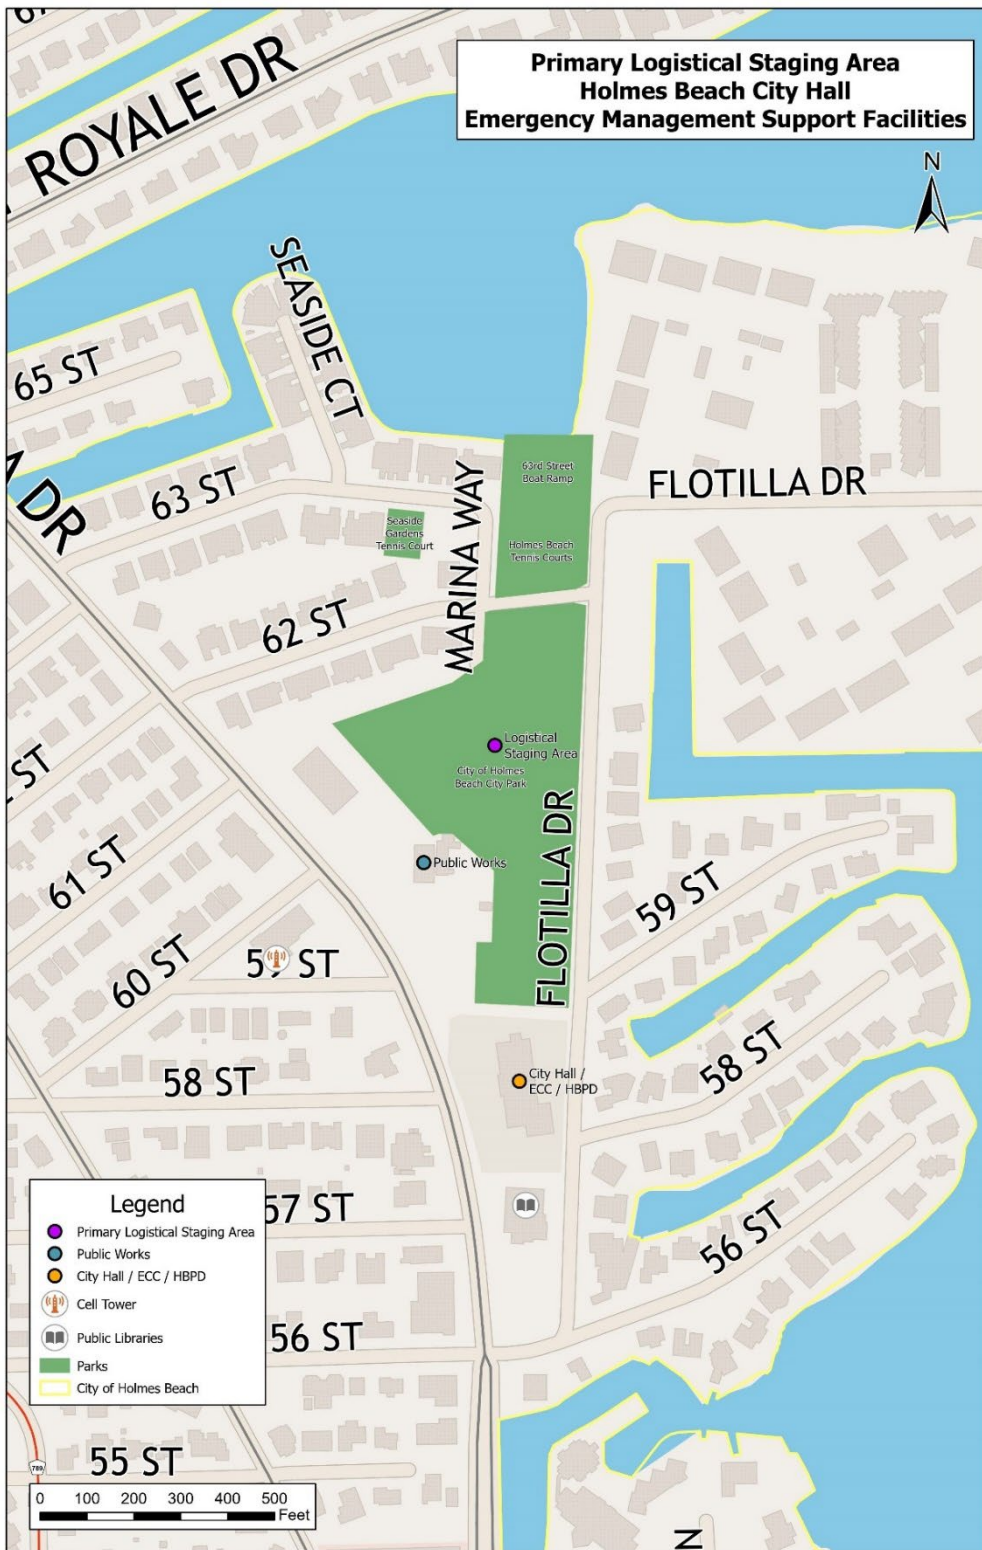 Primary Logistical Staging Area
Holmes Beach City Hall
Emergency Management Support Facilities
N
ROYALE DR
SEASIDE CT
65 ST
DR
63 ST
MARINA WAY
63rd Street
Boat Ramp
FLOTILLA DR
Seaside
Gardens
Tennis Court
Holmes Beach
Tennis Courts
62 ST
Logistical
Staging Area
City of Holmes
Beach City Park
ST
FLOTILLA DR
61 ST
Public Works
59 ST
60 ST
59 ST
58 ST
58 ST
City Hall /
ECC / HBPD
57 ST
56 ST
56 ST
55 ST
789
Legend
Primary Logistical Staging Area
Public Works
City Hall / ECC / HBPD
Cell Tower
Public Libraries
Parks
City of Holmes Beach
0 100 200 300 400 500
Feet
N